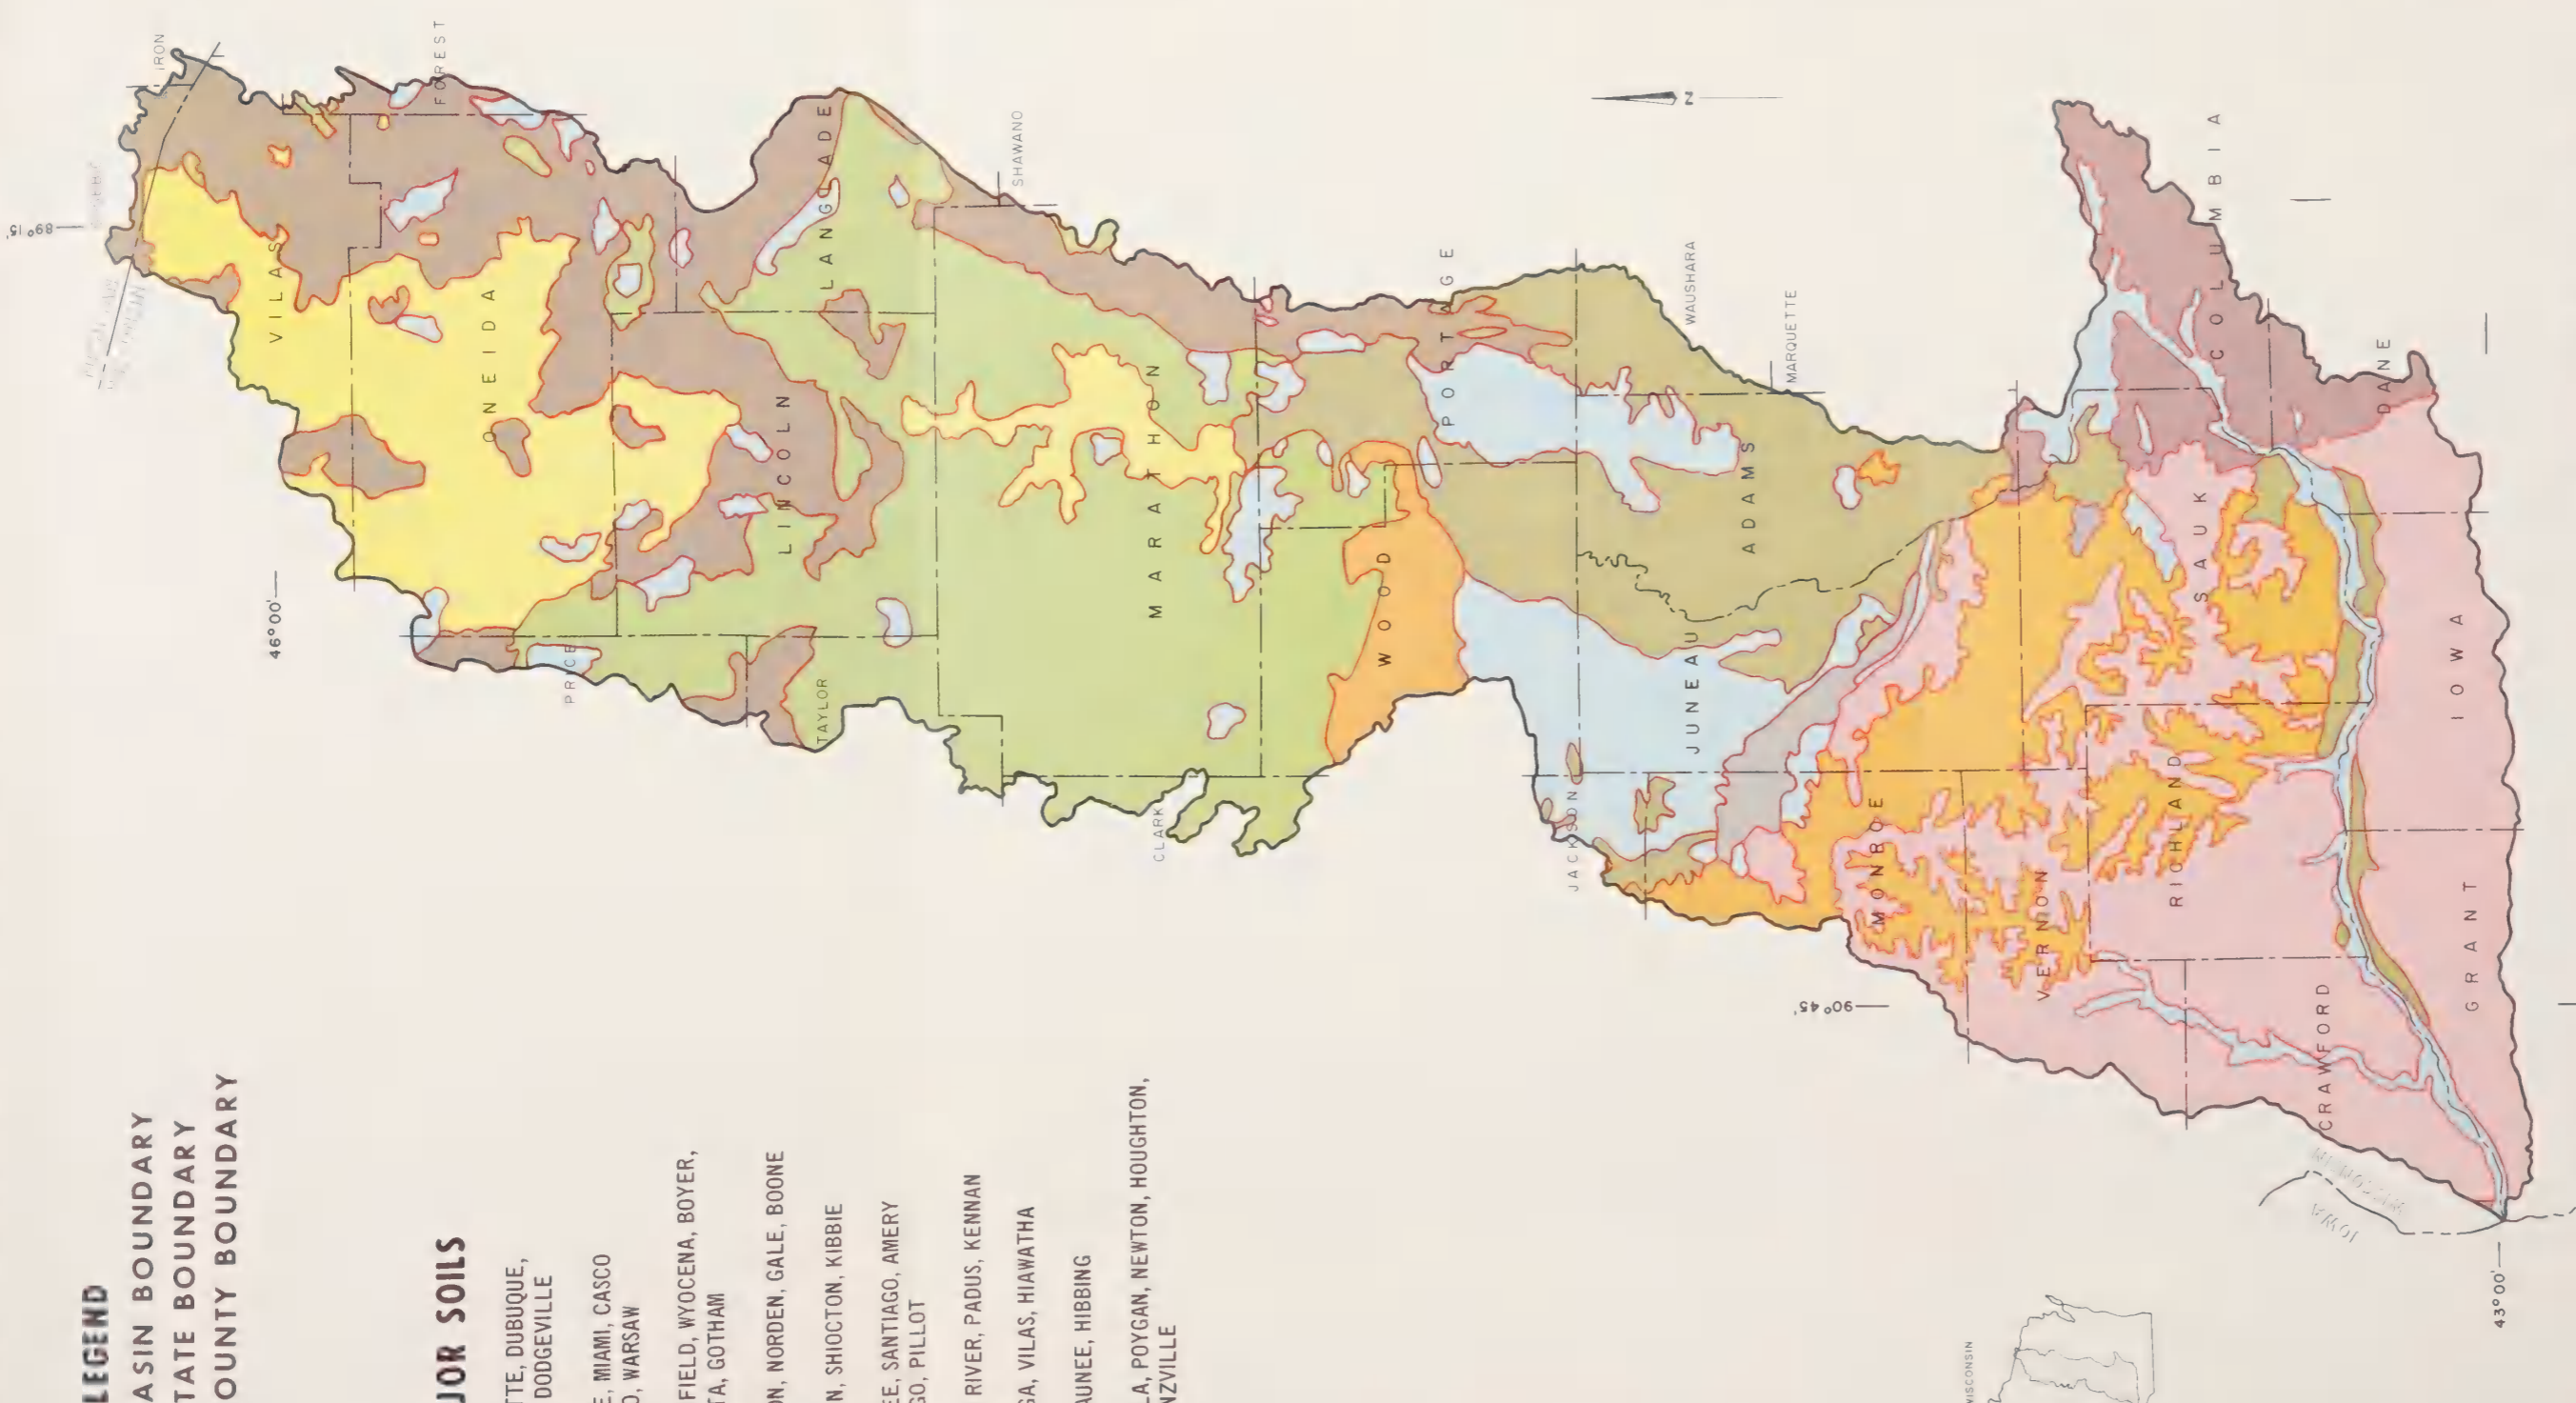 LEGEND
ASIN BOUNDARY
TATE BOUNDARY
OUNTY BOUNDARY
JOR SOILS
TTE, DUBUQUE,
DODGEVILLE
E, MIAMI, CASCO
O, WARSAW
FIELD, WYOCENA, BOYER,
TA, GOTHAM
ON, NORDEN, GALE, BOONE
N, SHIOCTON, KIBBIE
EE, SANTIAGO, AMERY
GO, PILLOT
RIVER, PADUS, KENNAN
GA, VILAS, HIAWATHA
AUNEE, HIBBING
LA, POYGAN, NEWTON, HOUGHTON,
NZVILLE
89°15'
IRON
FOREST
VILAS
ONEIDA
46°00'
PRICE
LINCOLN
LANGLADE
TAYLOR
SHAWANO
MARATHON
CLARK
WOOD
PORTAGE
N
WAUSHARA
JACKSON
JUNEAU
ADAMS
MARQUETTE
90°45'
MONROE
VERNON
RICHLAND
SAUK
COLUMBIA
DANE
CRAWFORD
GRANT
IOWA
IOWA
43°00'
WISCONSIN